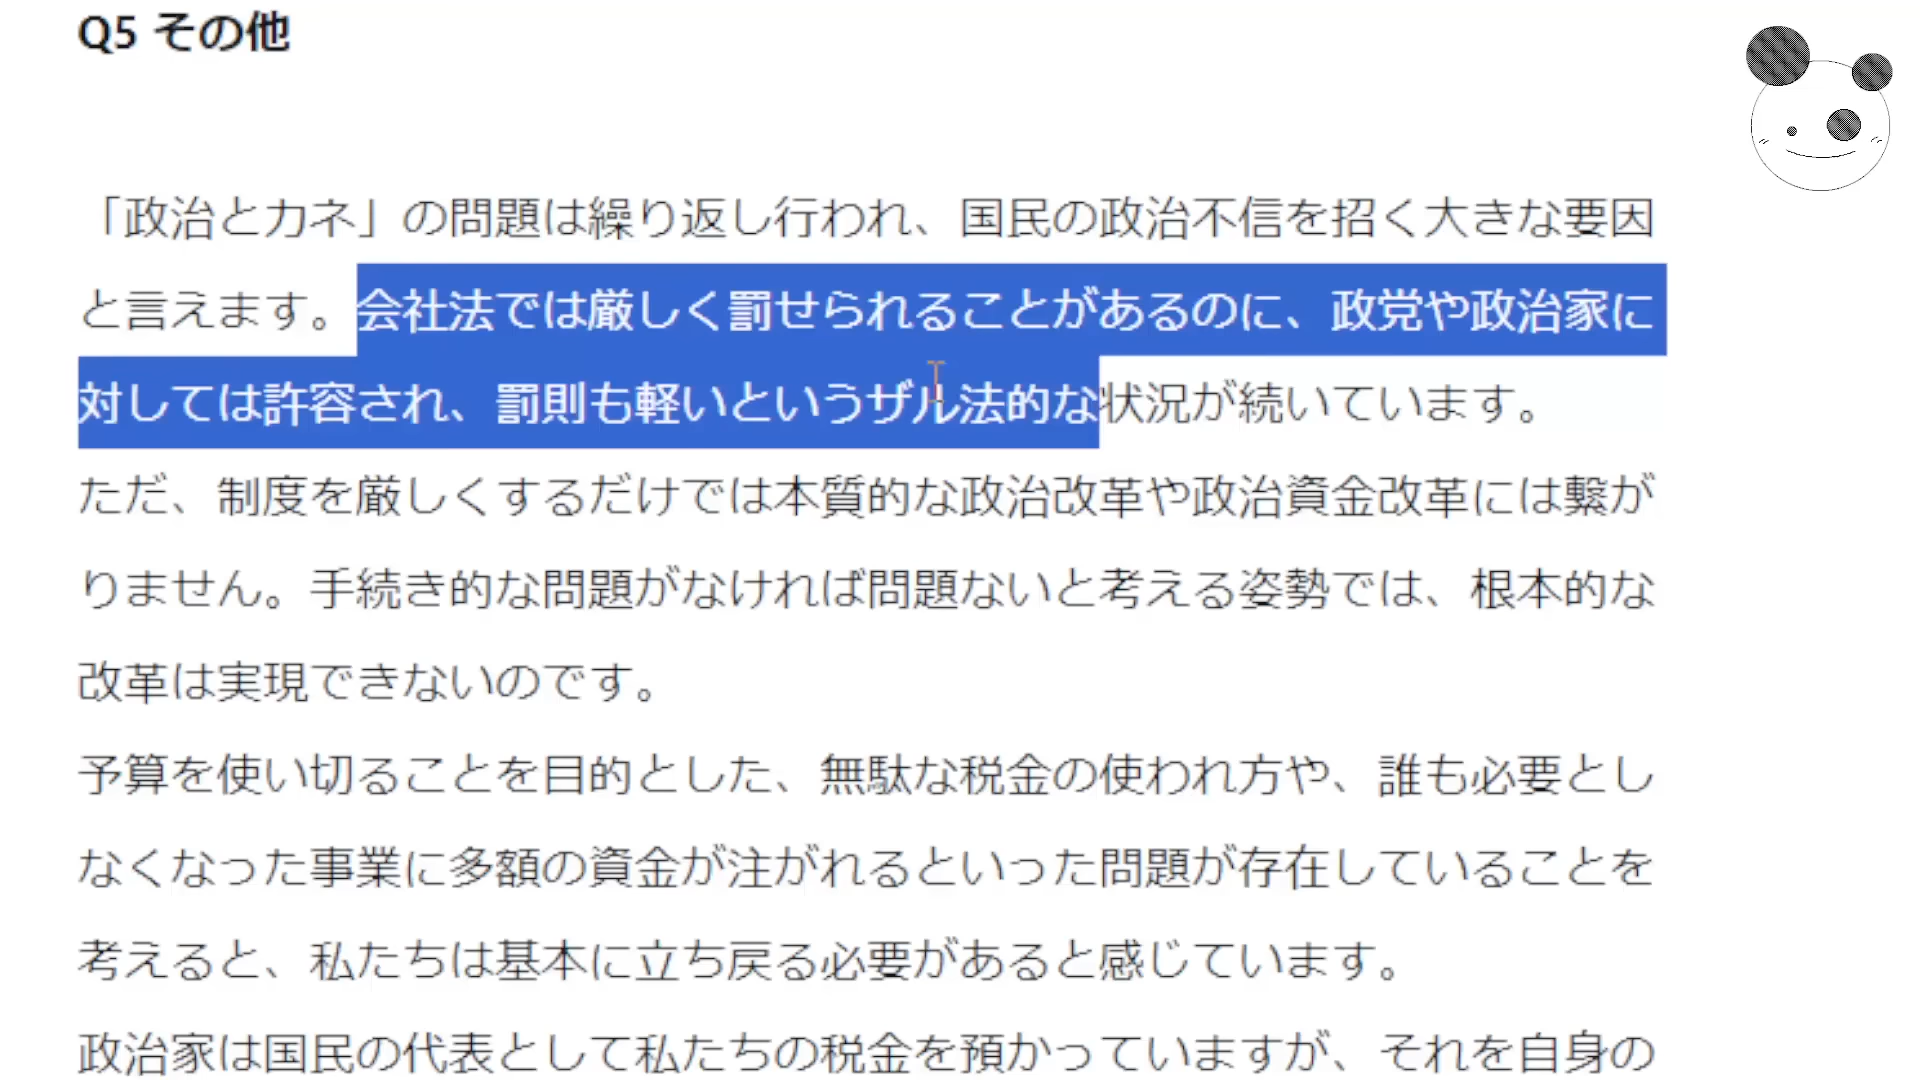 Q5 その他
「政治とカネ」の問題は繰り返し行われ、国民の政治不信を招く大きな要因
と言えます。会社法では厳しく罰せられることがあるのに、政党や政治家に
対しては許容され、罰則も軽いというザル法的な状況が続いています。
ただ、制度を厳しくするだけでは本質的な政治改革や政治資金改革には繋が
りません。手続き的な問題がなければ問題ないと考える姿勢では、根本的な
改革は実現できないのです。
予算を使い切ることを目的とした、無駄な税金の使われ方や、誰も必要とし
なくなった事業に多額の資金が注がれるといった問題が存在していることを
考えると、私たちは基本に立ち戻る必要があると感じています。
政治家は国民の代表として私たちの税金を預かっていますが、それを自身の